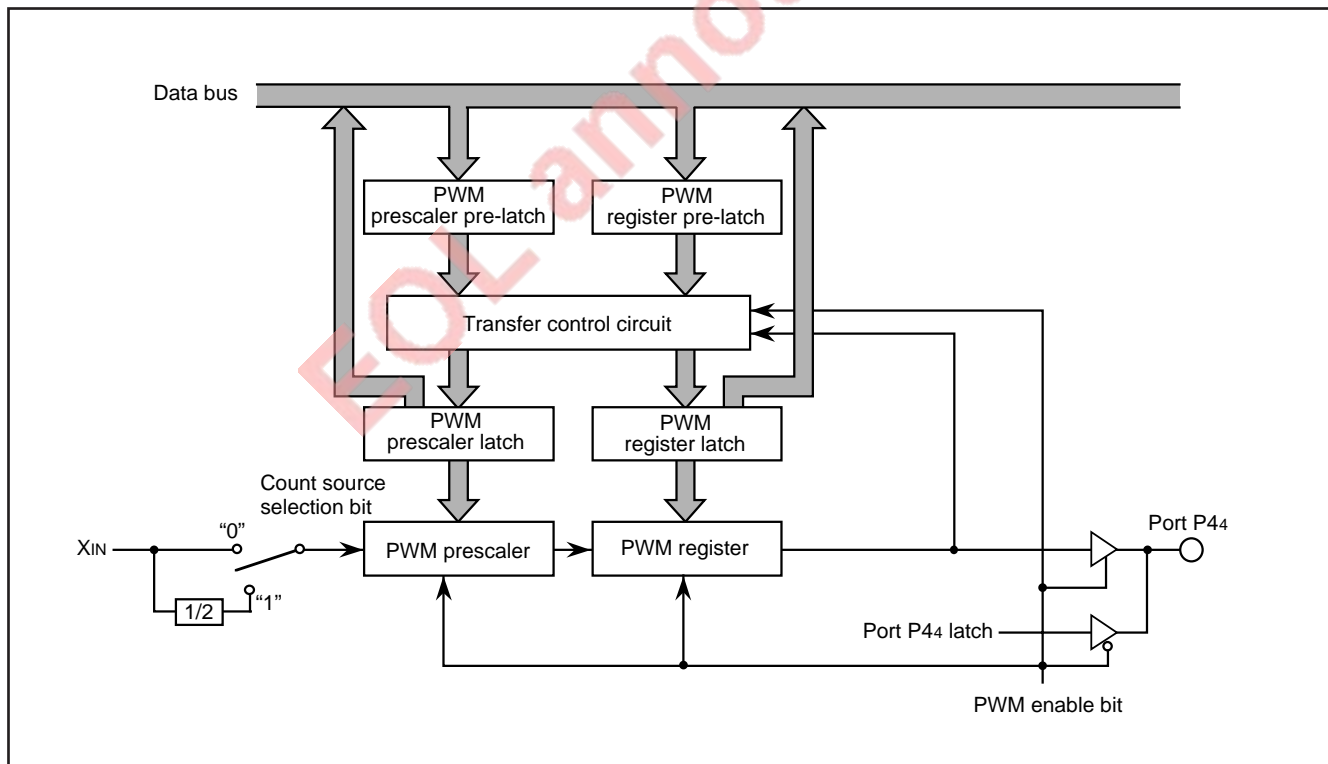 Data bus
PWM
prescaler pre-latch
PWM
register pre-latch
Transfer control circuit
PWM
prescaler latch
PWM
register latch
Count source
selection bit
XIN
“0”
“1”
1/2
PWM prescaler
PWM register
Port P44
Port P44 latch
PWM enable bit
EOL anno